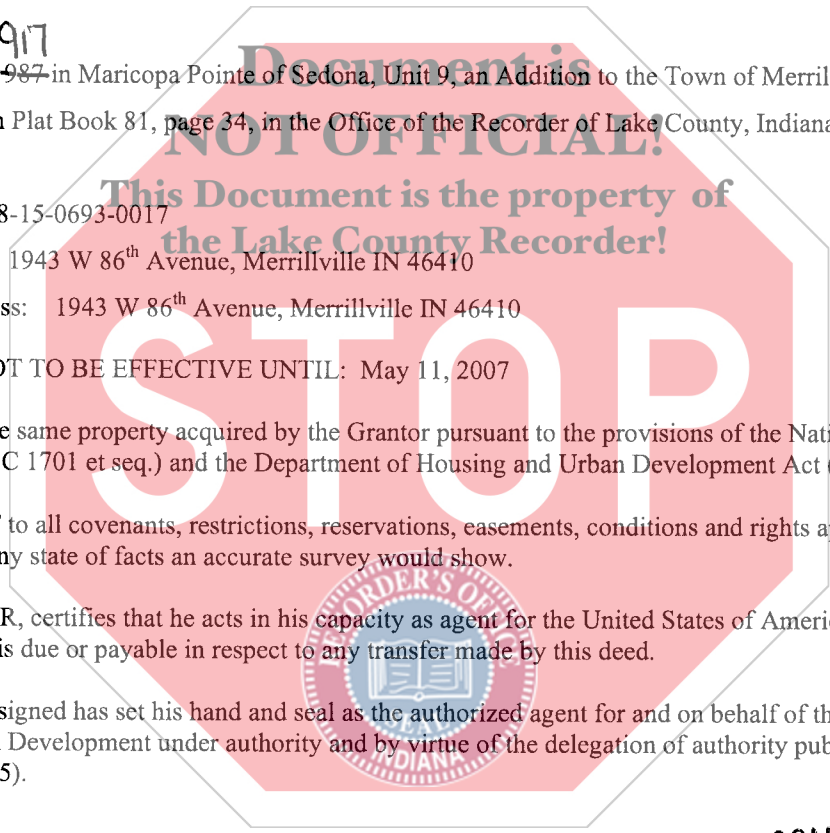 917
987 in Maricopa Pointe of Sedona, Unit 9, an Addition to the Town of Merril
Document is
Plat Book 81, page 34, in the Office of the Recorder of Lake County, Indiana
NOT OFFICIAL!
This Document is the property of
8-15-0693-0017
the Lake County Recorder!
1943 W 86th Avenue, Merrillville IN 46410
ss: 1943 W 86th Avenue, Merrillville IN 46410
STOP
OT TO BE EFFECTIVE UNTIL: May 11, 2007
e same property acquired by the Grantor pursuant to the provisions of the Nati
C 1701 et seq.) and the Department of Housing and Urban Development Act (
to all covenants, restrictions, reservations, easements, conditions and rights ap
ny state of facts an accurate survey would show.
RECORDER'S OFFICE
R, certifies that he acts in his capacity as agent for the United States of Americ
is due or payable in respect to any transfer made by this deed.
signed has set his hand and seal as the authorized agent for and on behalf of th
SEAL
Development under authority and by virtue of the delegation of authority pub
INDIANA
5).